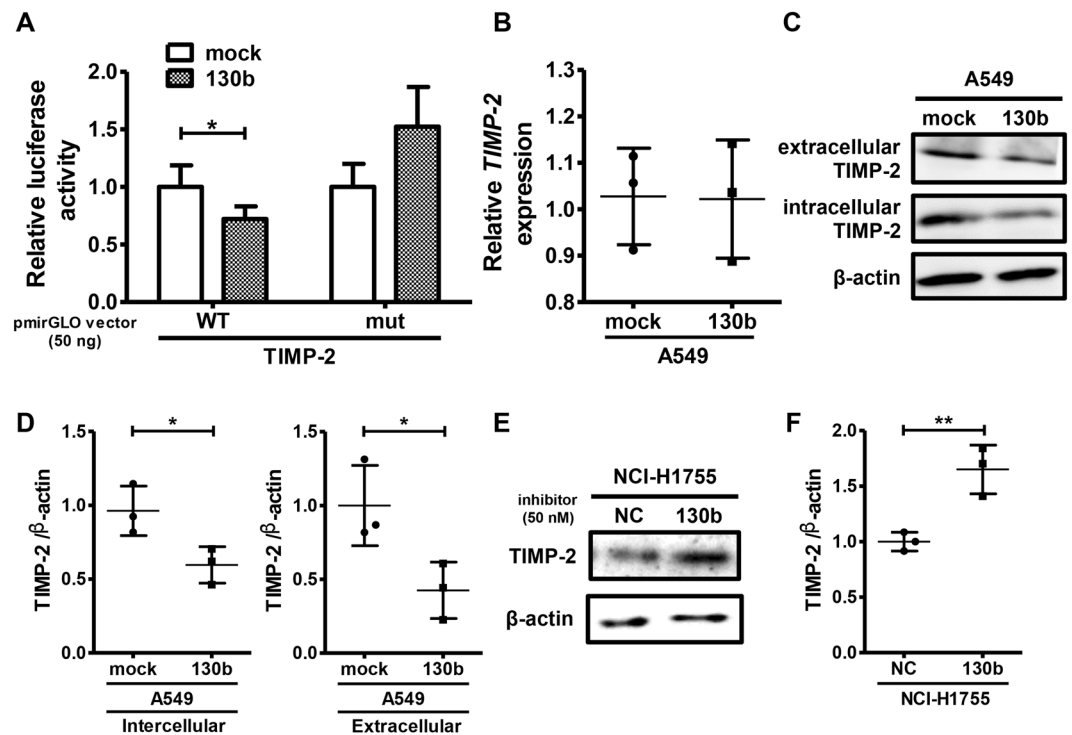 A
mock
130b
Relative luciferase
activity
2.0
1.5
1.0
0.5
0.0
*
pmirGLO vector
(50 ng)
WT
mut
TIMP-2
B
Relative TIMP-2
expression
1.3
1.2
1.1
1.0
0.9
0.8
mock
130b
A549
C
A549
mock
130b
extracellular
TIMP-2
intracellular
TIMP-2
β-actin
D
TIMP-2 /β-actin
1.5
1.0
0.5
0.0
*
mock
130b
A549
Intercellular
TIMP-2 /β-actin
1.5
1.0
0.5
0.0
*
mock
130b
A549
Extracellular
E
NCI-H1755
inhibitor
(50 nM)
NC
130b
TIMP-2
β-actin
F
TIMP-2 /β-actin
2.0
1.5
1.0
0.5
0.0
**
NC
130b
NCI-H1755